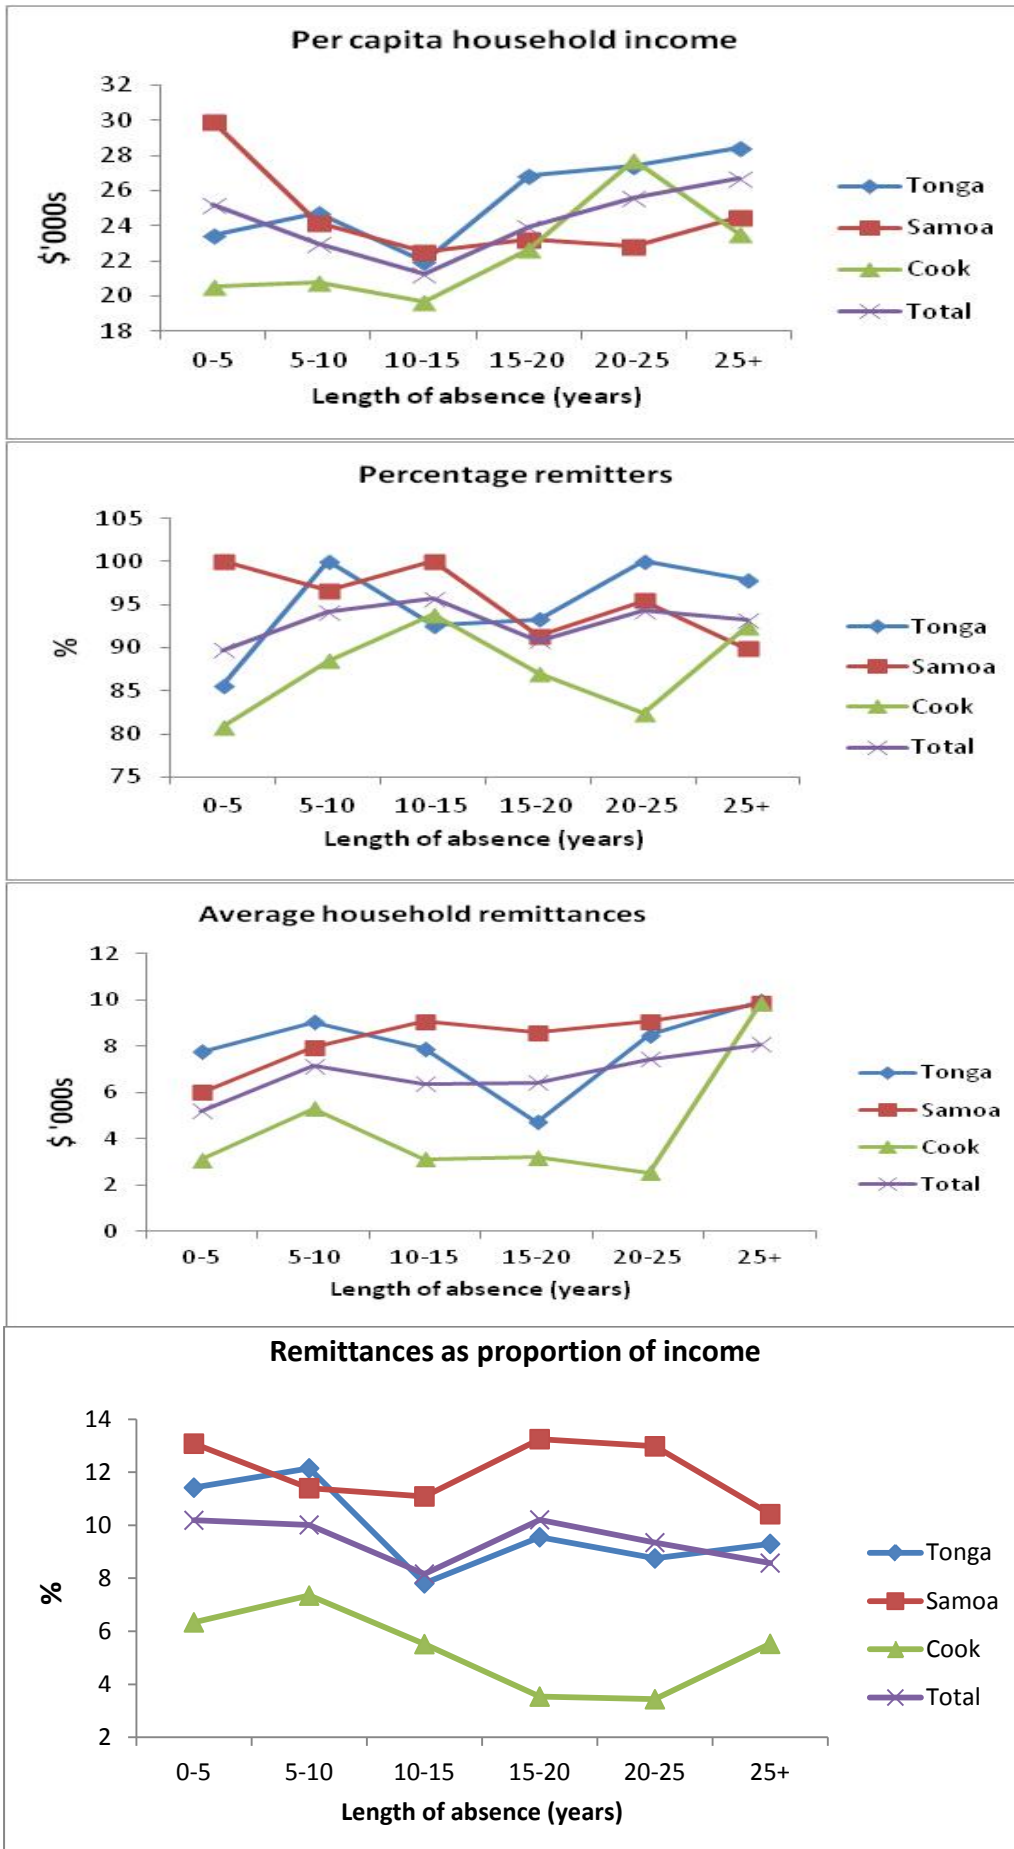 Per capita household income
32
30
28
26
24
22
20
18
$'000s
0-5 5-10 10-15 15-20 20-25 25+
Length of absence (years)
Tonga
Samoa
Cook
Total
Percentage remitters
105
100
95
90
85
80
75
%
0-5 5-10 10-15 15-20 20-25 25+
Length of absence (years)
Tonga
Samoa
Cook
Total
Average household remittances
12
10
8
6
4
2
0
$ '000s
0-5 5-10 10-15 15-20 20-25 25+
Length of absence (years)
Tonga
Samoa
Cook
Total
Remittances as proportion of income
14
12
10
8
6
4
2
%
0-5 5-10 10-15 15-20 20-25 25+
Length of absence (years)
Tonga
Samoa
Cook
Total